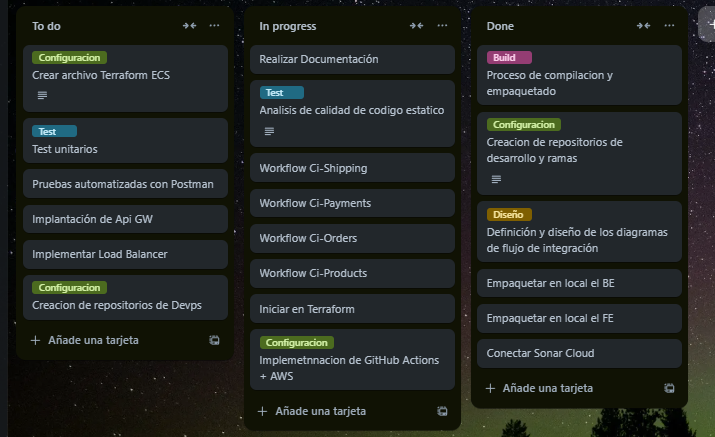 To do
Configuracion
Crear archivo Terraform ECS
Test
Test unitarios
Pruebas automatizadas con Postman
Implantación de Api GW
Implementar Load Balancer
Configuracion
Creacion de repositorios de Devps
Añade una tarjeta
In progress
Realizar Documentación
Test
Analisis de calidad de codigo estatico
Workflow Ci-Shipping
Workflow Ci-Payments
Workflow Ci-Orders
Workflow Ci-Products
Iniciar en Terraform
Configuracion
Implemetnnacion de GitHub Actions
+ AWS
Añade una tarjeta
Done
Build
Proceso de compilacion y
empaquetado
Configuracion
Creacion de repositorios de
desarrollo y ramas
Diseño
Definición y diseño de los diagramas
de flujo de integración
Empaquetar en local el BE
Empaquetar en local el FE
Conectar Sonar Cloud
Añade una tarjeta